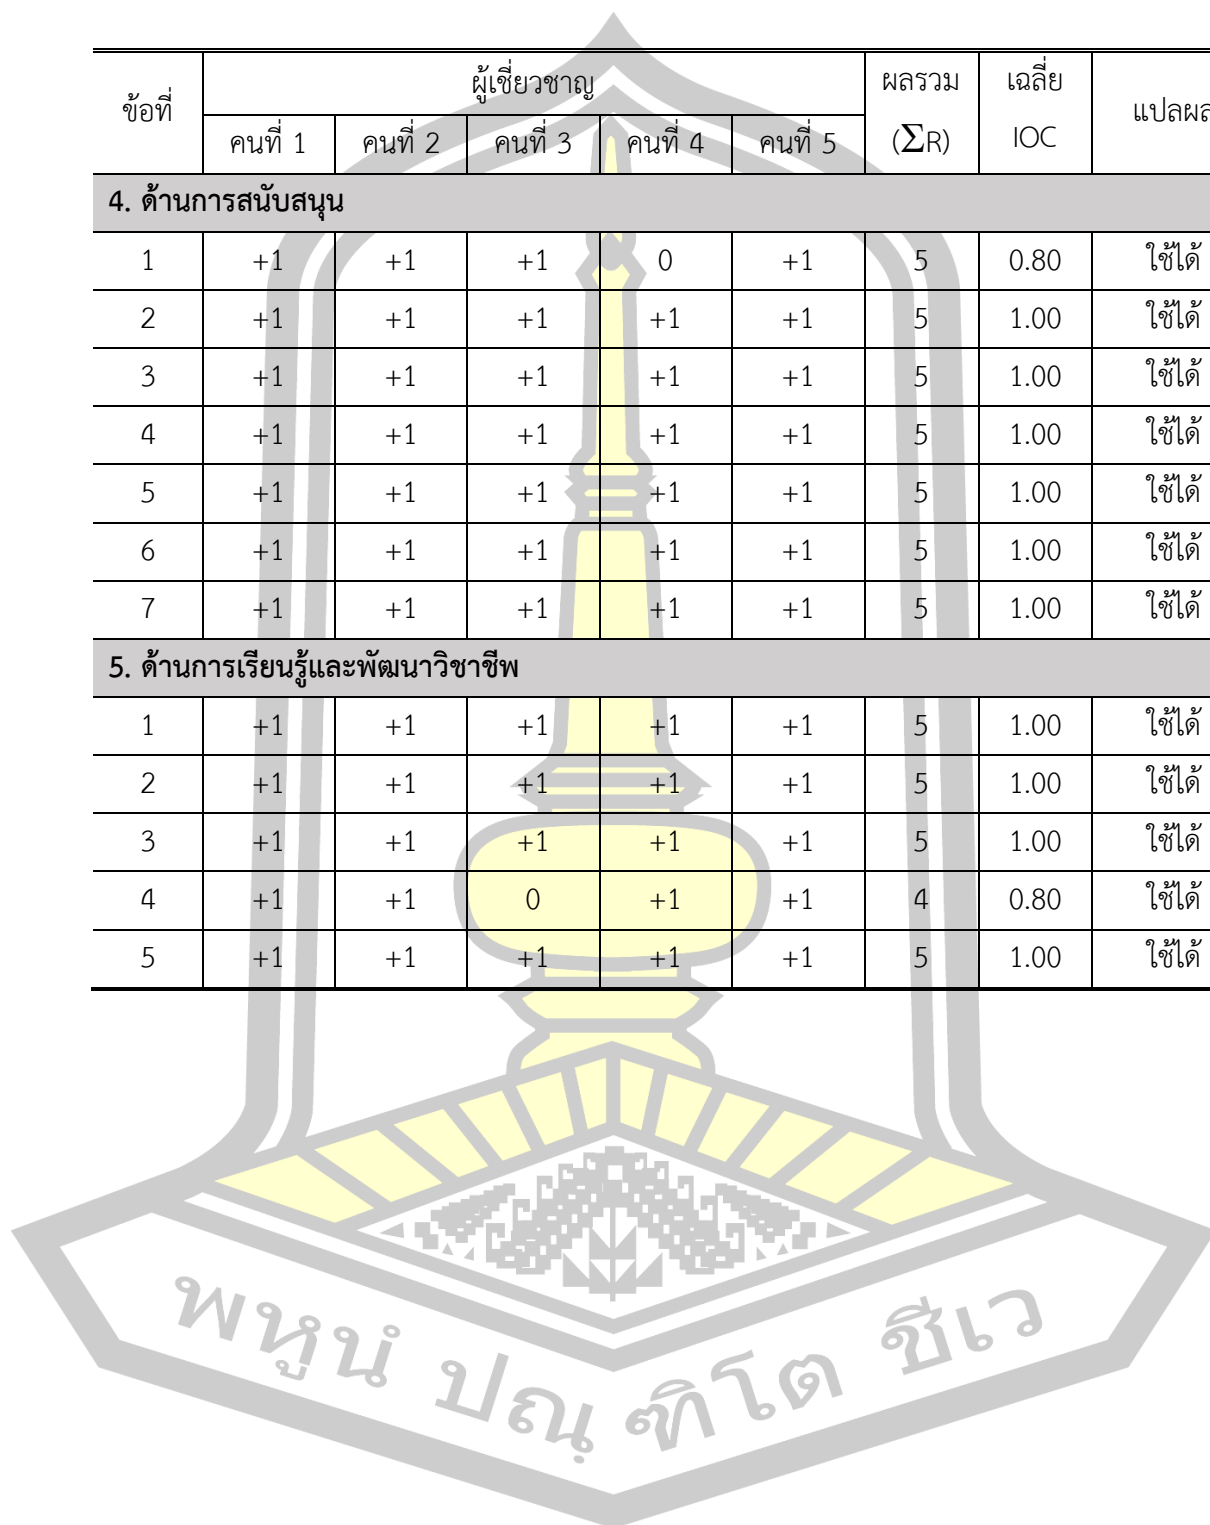 ข้อที่ ผู้เชี่ยวชาญ ผลรวม (ΣR) เฉลี่ย IOC แปลผล
คนที่ 1 คนที่ 2 คนที่ 3 คนที่ 4 คนที่ 5
4. ด้านการสนับสนุน
1 +1 +1 +1 0 +1 5 0.80 ใช้ได้
2 +1 +1 +1 +1 +1 5 1.00 ใช้ได้
3 +1 +1 +1 +1 +1 5 1.00 ใช้ได้
4 +1 +1 +1 +1 +1 5 1.00 ใช้ได้
5 +1 +1 +1 +1 +1 5 1.00 ใช้ได้
6 +1 +1 +1 +1 +1 5 1.00 ใช้ได้
7 +1 +1 +1 +1 +1 5 1.00 ใช้ได้
5. ด้านการเรียนรู้และพัฒนาวิชาชีพ
1 +1 +1 +1 +1 +1 5 1.00 ใช้ได้
2 +1 +1 +1 +1 +1 5 1.00 ใช้ได้
3 +1 +1 +1 +1 +1 5 1.00 ใช้ได้
4 +1 +1 0 +1 +1 4 0.80 ใช้ได้
5 +1 +1 +1 +1 +1 5 1.00 ใช้ได้
พหูนํ ปณฺฑิโต ชีเว